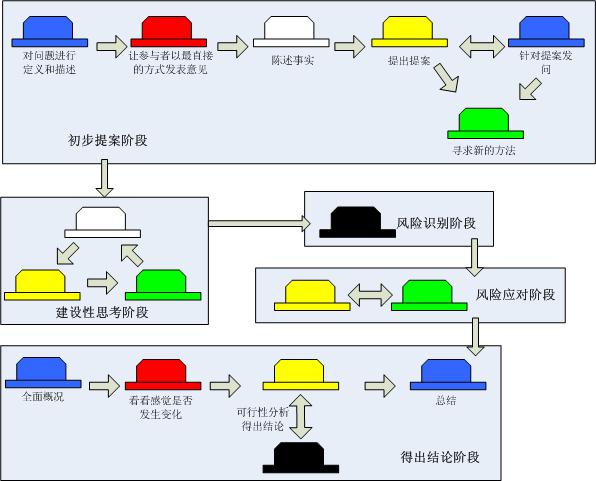 对问题进行
定义和描述
让参与者以最直接
的方式发表意见
陈述事实
提出提案
针对提案发
问
寻求新的方法
初步提案阶段
风险识别阶段
建设性思考阶段
风险应对阶段
全面概况
看看感觉是否
发生变化
可行性分析
得出结论
总结
得出结论阶段